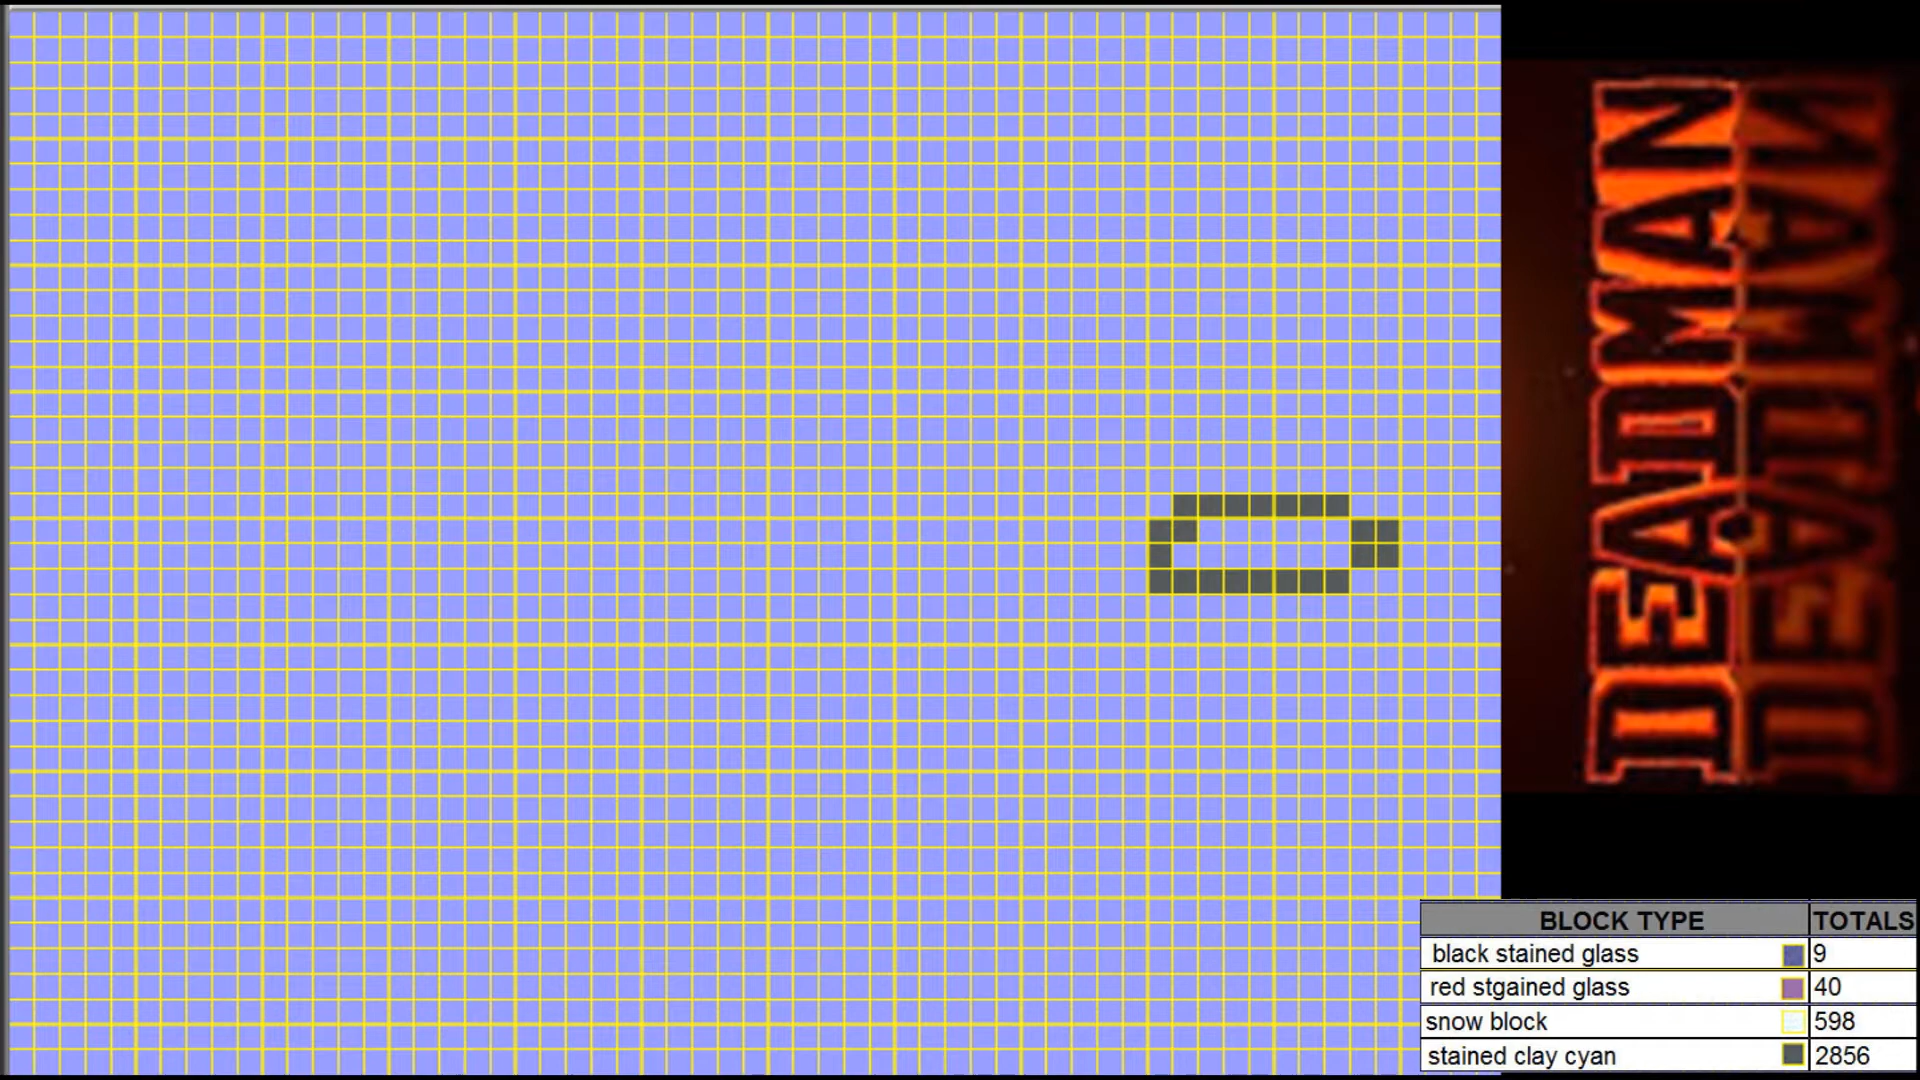 DEADMAN
BLOCK TYPE TOTALS
black stained glass 9
red stgained glass 40
snow block 598
stained clay cyan 2856